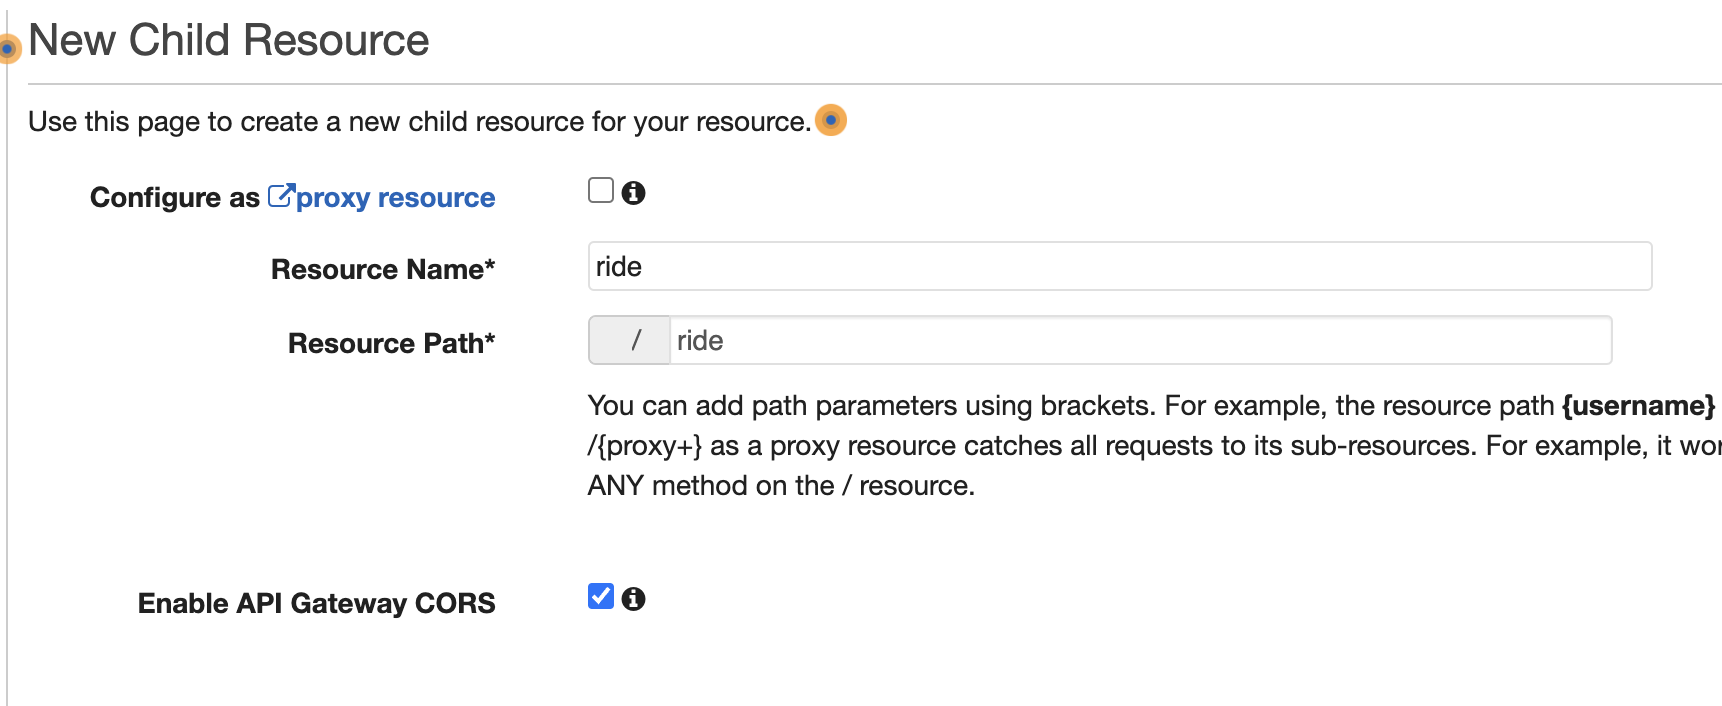 New Child Resource
Use this page to create a new child resource for your resource.
Configure as proxy resource
Resource Name* ride
Resource Path* / ride
You can add path parameters using brackets. For example, the resource path {username}
/{proxy+} as a proxy resource catches all requests to its sub-resources. For example, it
ANY method on the / resource.
Enable API Gateway CORS